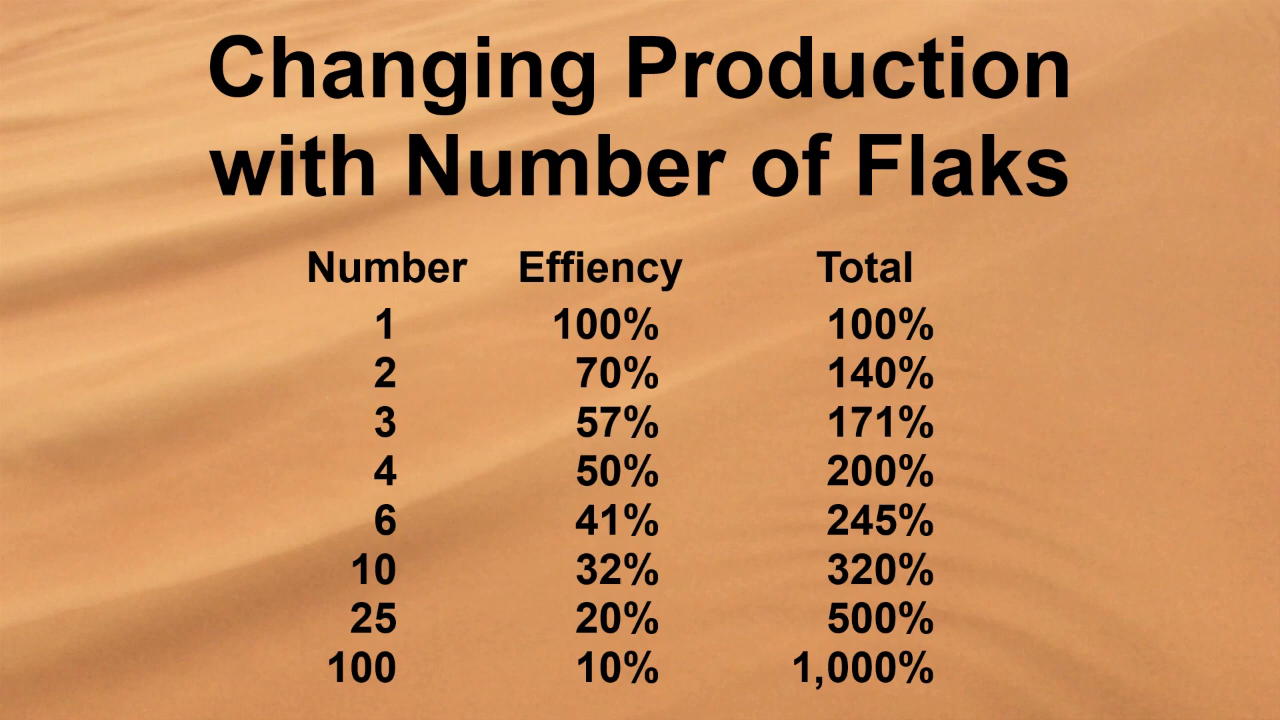 Changing Production
with Number of Flaks
Number Effiency Total
1 100% 100%
2 70% 140%
3 57% 171%
4 50% 200%
6 41% 245%
10 32% 320%
25 20% 500%
100 10% 1,000%